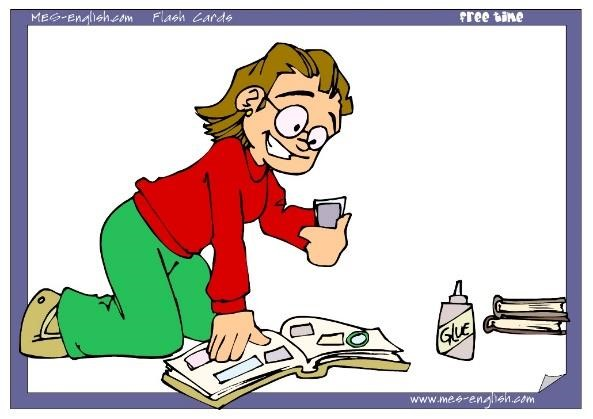 MES-English.com Flash Cards free time
GLUE
www.mes-english.com